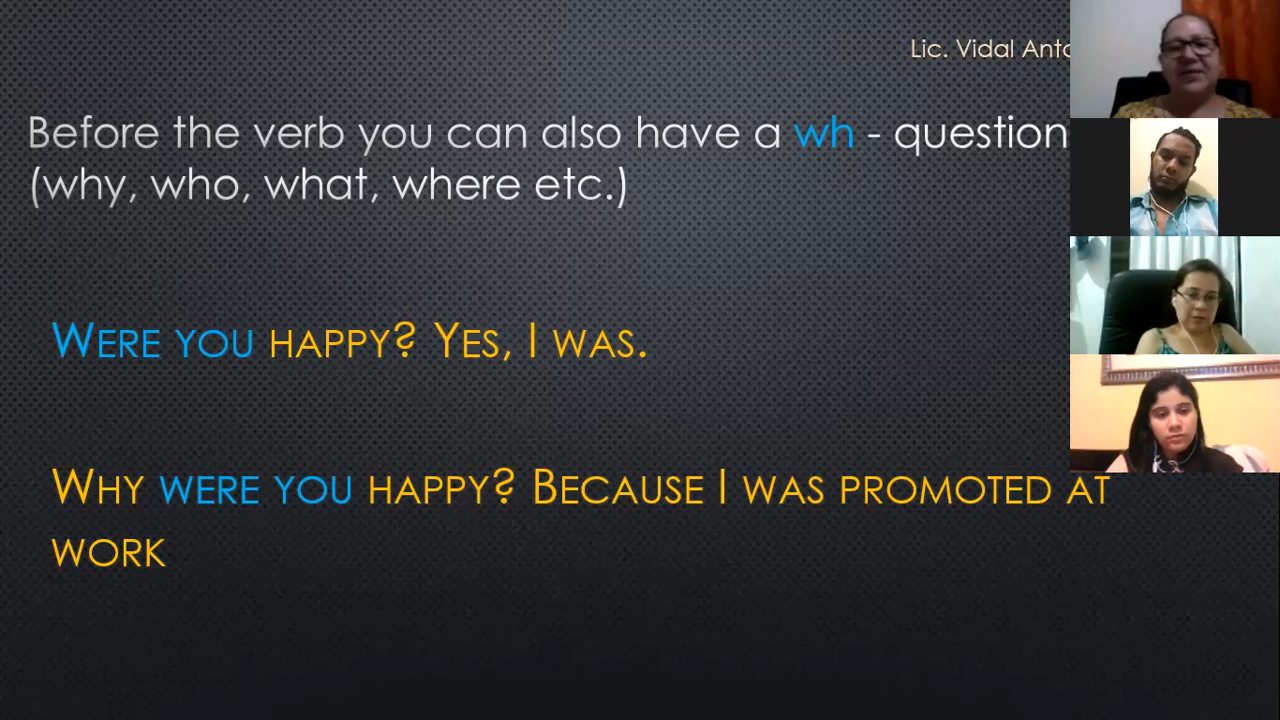 Lic. Vidal
Before the verb you can also have a wh - question
(why, who, what, where etc.)
WERE YOU HAPPY? YES, I WAS.
WHY WERE YOU HAPPY? BECAUSE I WAS PROMOTED AT
WORK